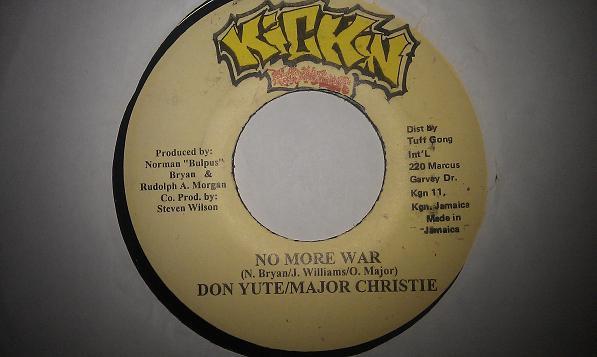 KICKIN
Produced by:
Norman "Bulpus"
Bryan &
Rudolph A. Morgan
Co. Prod. by:
Steven Wilson
Dist by
Tuff Gong
Int'L
220 Marcus
Garvey Dr.
Kgn 11,
Kgn. Jamaica
Made in
Jamaica
NO MORE WAR
(N. Bryan/J. Williams/O. Major)
DON YUTE/MAJOR CHRISTIE